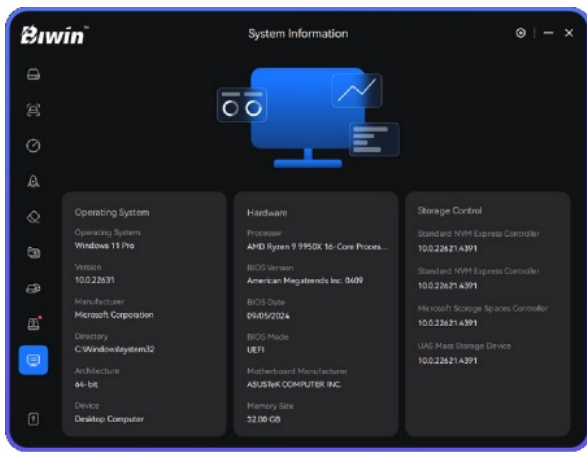 Biwin™
System Information
Operating System
Operating System
Windows 11 Pro
Version
10.0.22631
Manufacturer
Microsoft Corporation
Directory
C:\Windows\system32
Architecture
64-bit
Device
Desktop Computer
Hardware
Processor
AMD Ryzen 9 9950X 16-Core Proces...
BIOS Version
American Megatrends Inc. 0409
BIOS Date
09/05/2024
BIOS Mode
UEFI
Motherboard Manufacturer
ASUSTeK COMPUTER INC.
Memory Size
32.00 GB
Storage Control
Standard NVM Express Controller
10.0.22621.4391
Standard NVM Express Controller
10.0.22621.4391
Microsoft Storage Spaces Controller
10.0.22621.4391
UAS Mass Storage Device
10.0.22621.4391